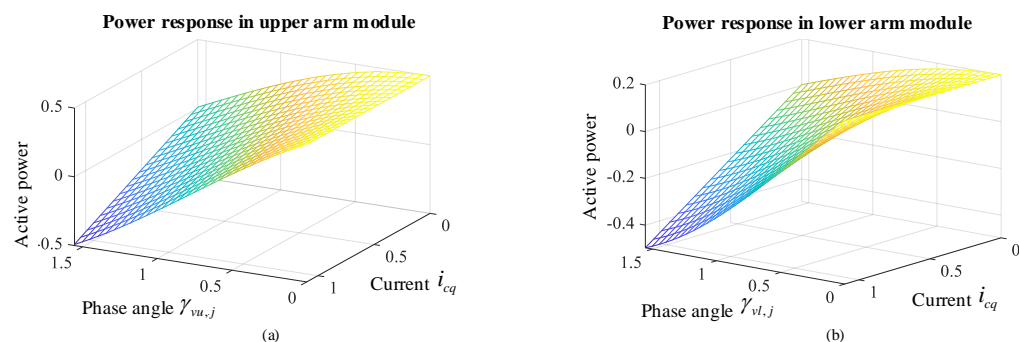 Power response in upper arm module
0.5
0
-0.5
Active power
1.5
1
0.5
0
Phase angle γvu,j
1
0.5
0
Current icq
(a)
Power response in lower arm module
0.2
0
-0.2
-0.4
Active power
1.5
1
0.5
0
Phase angle γvl,j
1
0.5
0
Current icq
(b)